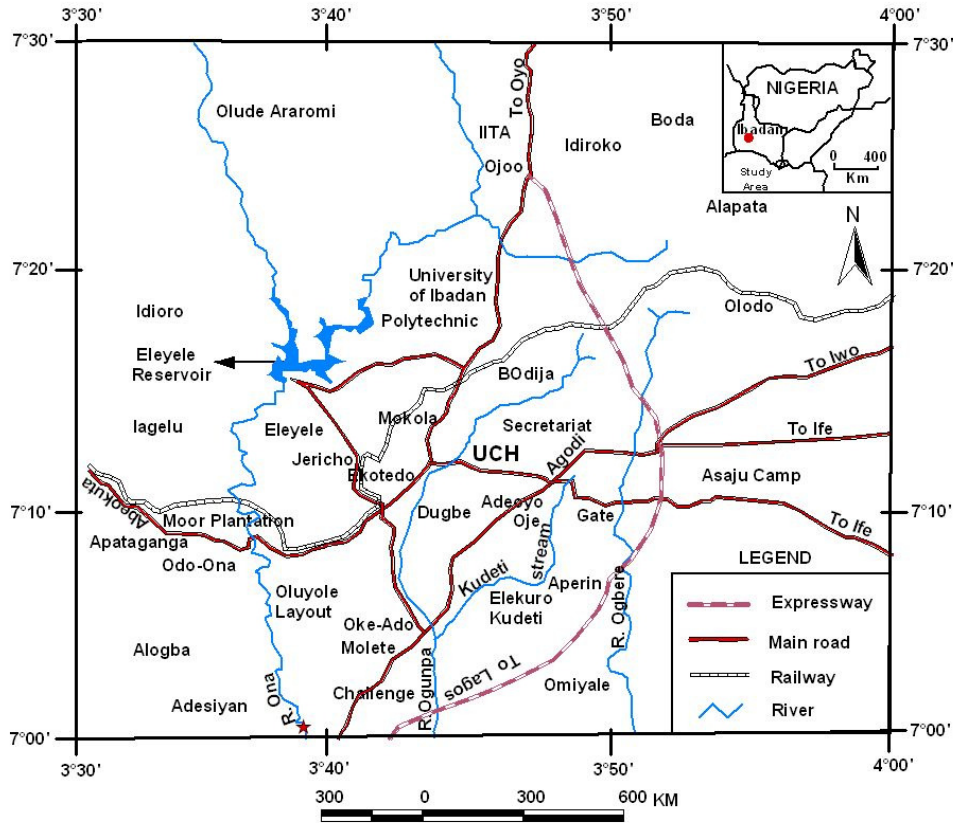 3°30'
3°40'
3°50'
4°00'
7°30'
7°30'
To Oyo
NIGERIA
Ibadan
0 400
Km
Study
Area
Olude Araromi
IITA
Ojoo
Idiroko
Boda
Alapata
N
7°20'
7°20'
University
of Ibadan
Polytechnic
Olodo
Idioro
Eleyele
Reservoir
BOdija
To Iwo
Iagelu
Eleyele
Mokola
Secretariat
To Ife
Jericho
UCH
Agodi
Ekotedo
Asaju Camp
Abeokuta
Moor Plantration
Dugbe
Adeoyo
Oje
Gate
To Ife
7°10'
7°10'
Apataganga
Odo-Ona
stream
Kudeti
Aperin
Oluyole
Layout
Elekuro
Kudeti
R. Ogbere
Oke-Ado
Molete
Alogba
To Lagos
Challenge
Omiyale
Adesiyan
R. Ona
R. Ogunpa
LEGEND
Expressway
Main road
Railway
River
7°00'
7°00'
3°30'
3°40'
3°50'
4°00'
300 0 300 600 KM